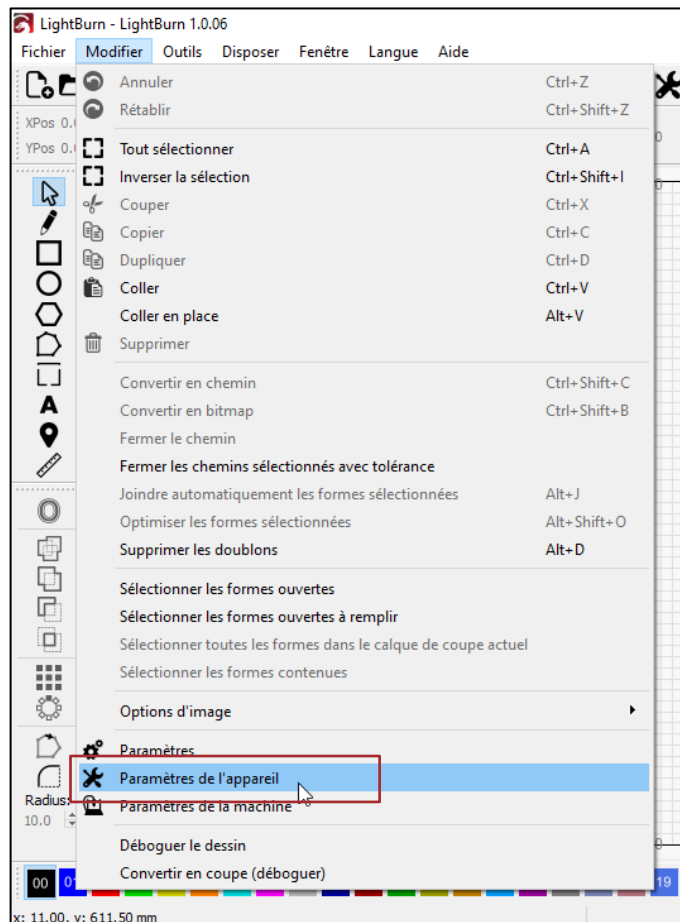 LightBurn - LightBurn 1.0.06
Fichier Modifier Outils Disposer Fenêtre Langue Aide
Annuler Ctrl+Z
Rétablir Ctrl+Shift+Z
XPos 0.
YPos 0.
Tout sélectionner Ctrl+A
Inverser la sélection Ctrl+Shift+I
Couper Ctrl+X
Copier Ctrl+C
Dupliquer Ctrl+D
Coller Ctrl+V
Coller en place Alt+V
Supprimer
Convertir en chemin Ctrl+Shift+C
Convertir en bitmap Ctrl+Shift+B
Fermer le chemin
Fermer les chemins sélectionnés avec tolérance
Joindre automatiquement les formes sélectionnées Alt+J
Optimiser les formes sélectionnées Alt+Shift+O
Supprimer les doublons Alt+D
Sélectionner les formes ouvertes
Sélectionner les formes ouvertes à remplir
Sélectionner toutes les formes dans le calque de coupe actuel
Sélectionner les formes contenues
Options d'image
Paramètres
Paramètres de l'appareil
Radius: Paramètres de la machine
10.0
Déboguer le dessin
Convertir en coupe (déboguer)
00 01 19
x: 11.00, y: 611.50 mm